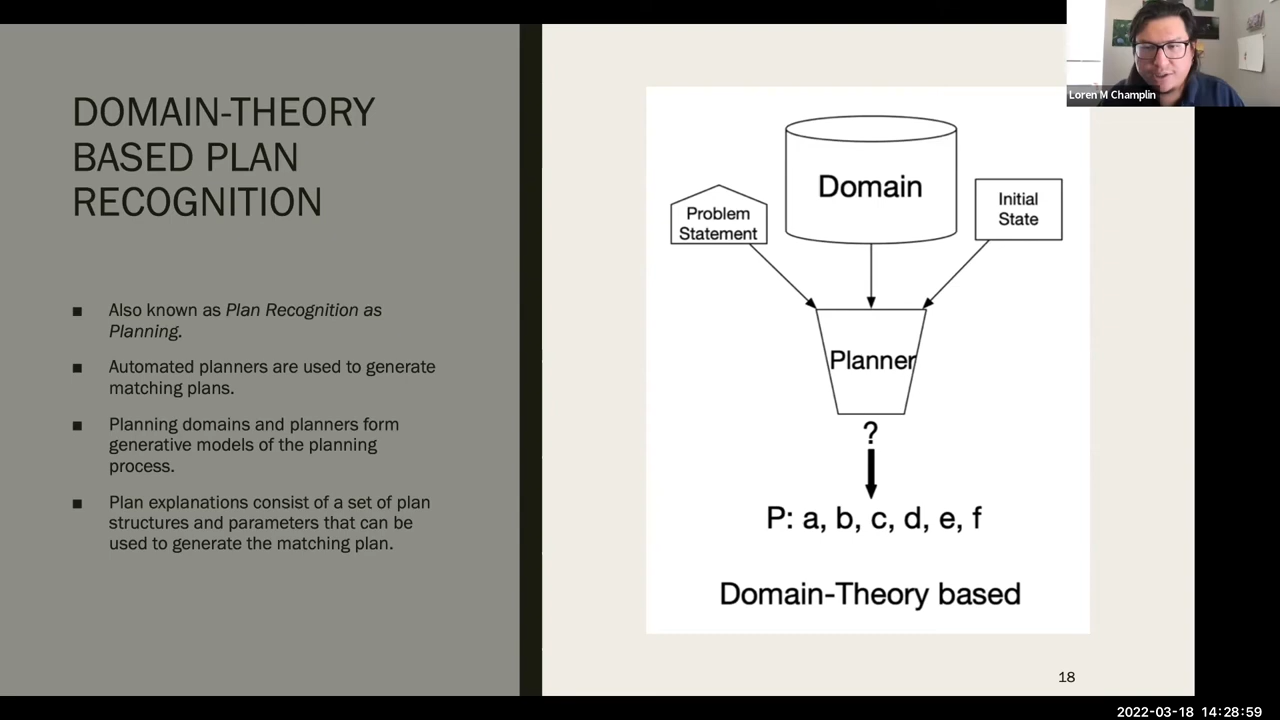 DOMAIN-THEORY
BASED PLAN
RECOGNITION
■ Also known as Plan Recognition as
Planning.
■ Automated planners are used to generate
matching plans.
■ Planning domains and planners form
generative models of the planning
process.
■ Plan explanations consist of a set of plan
structures and parameters that can be
used to generate the matching plan.
Problem
Statement
Domain
Initial
State
Planner
?
P: a, b, c, d, e, f
Domain-Theory based
18
Loren M Champlin
2022-03-18 14:28:59